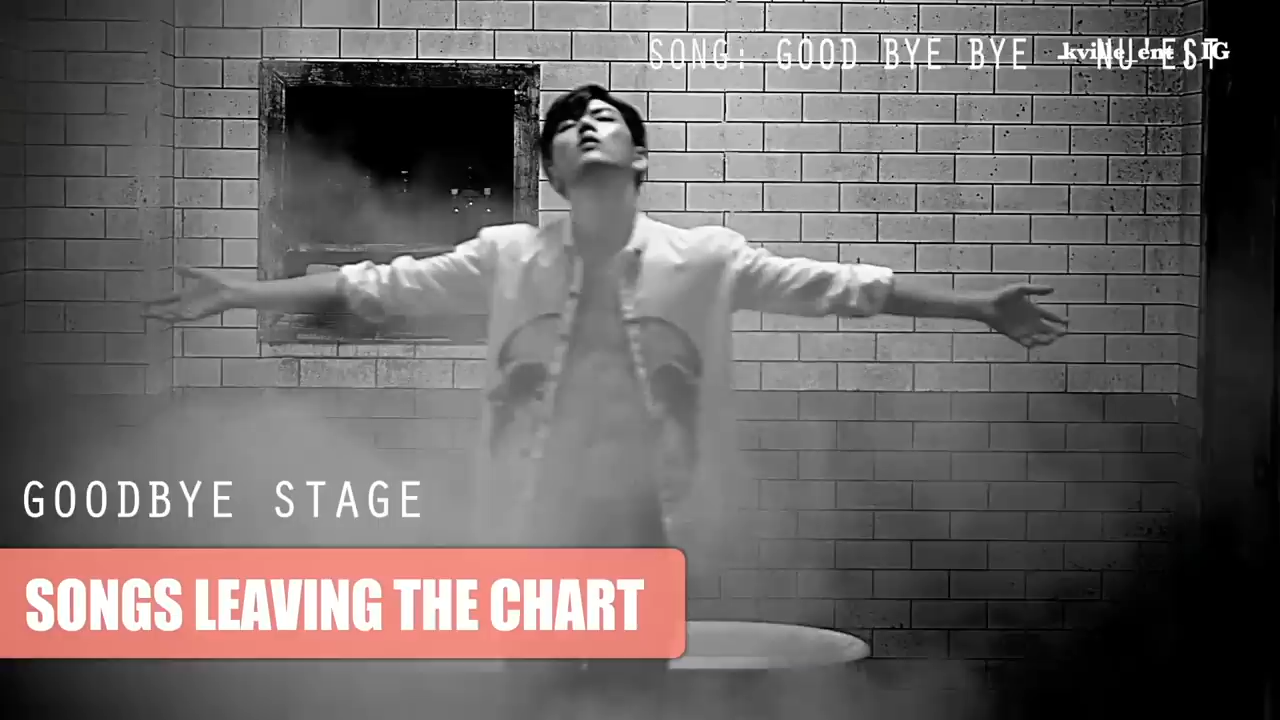 SONG: GOOD BYE BYE - NU'EST
GOODBYE STAGE
SONGS LEAVING THE CHART